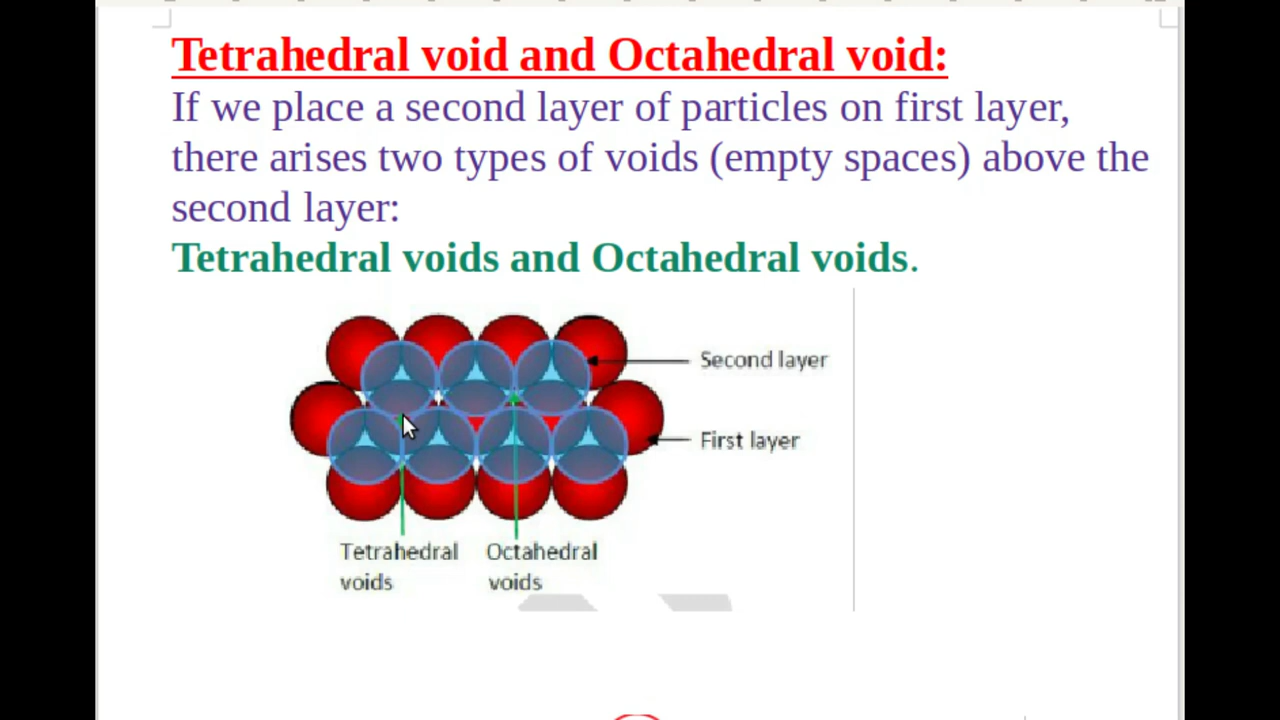 Tetrahedral void and Octahedral void:
If we place a second layer of particles on first layer,
there arises two types of voids (empty spaces) above the
second layer:
Tetrahedral voids and Octahedral voids.
Second layer
First layer
Tetrahedral
voids
Octahedral
voids